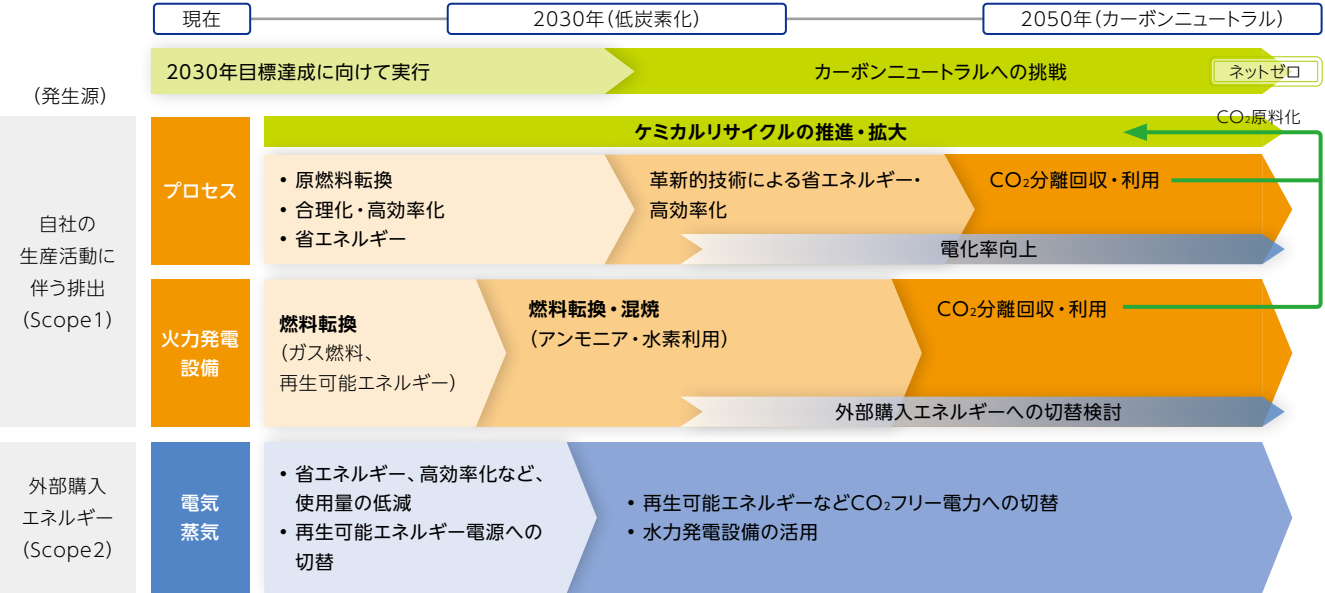 現在
2030年（低炭素化）
2050年（カーボンニュートラル）
2030年目標達成に向けて実行
カーボンニュートラルへの挑戦
ネットゼロ
（発生源）
CO₂原料化
ケミカルリサイクルの推進・拡大
自社の
生産活動に
伴う排出
（Scope1）
プロセス
• 原燃料転換
• 合理化・高効率化
• 省エネルギー
革新的技術による省エネルギー・
高効率化
CO₂分離回収・利用
電化率向上
火力発電
設備
燃料転換
（ガス燃料、
再生可能エネルギー）
燃料転換・混焼
（アンモニア・水素利用）
CO₂分離回収・利用
外部購入エネルギーへの切替検討
外部購入
エネルギー
（Scope2）
電気
蒸気
• 省エネルギー、高効率化など、
使用量の低減
• 再生可能エネルギー電源への
切替
• 再生可能エネルギーなどCO₂フリー電力への切替
• 水力発電設備の活用